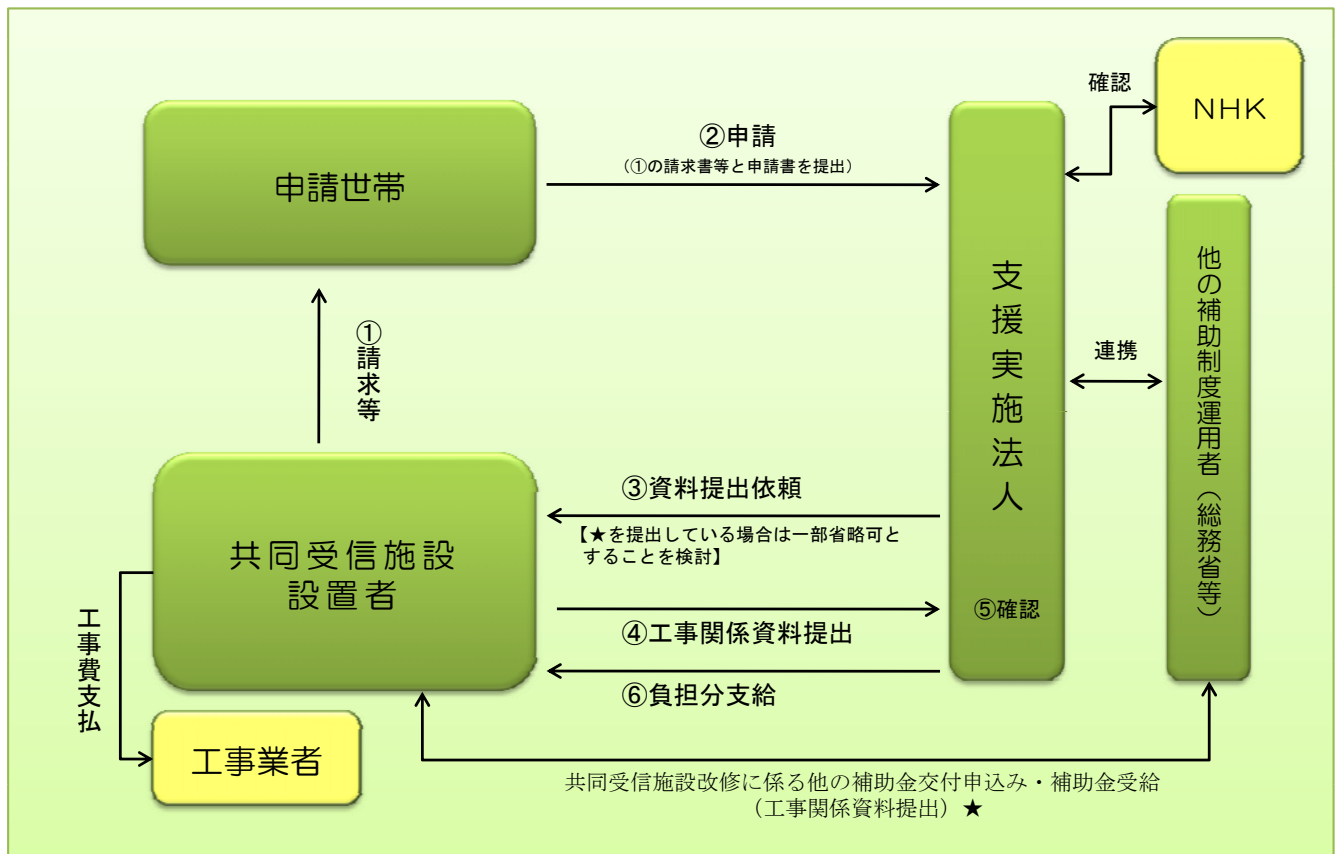 確認
NHK
②申請
(①の請求書等と申請書を提出)
申請世帯
支援実施法人
他の補助制度運用者(総務省等)
連携
①請求等
③資料提出依頼
【★を提出している場合は一部省略可と
することを検討】
共同受信施設
設置者
⑤確認
④工事関係資料提出
⑥負担分支給
工事費支払
工事業者
共同受信施設改修に係る他の補助金交付申込み・補助金受給
(工事関係資料提出)★